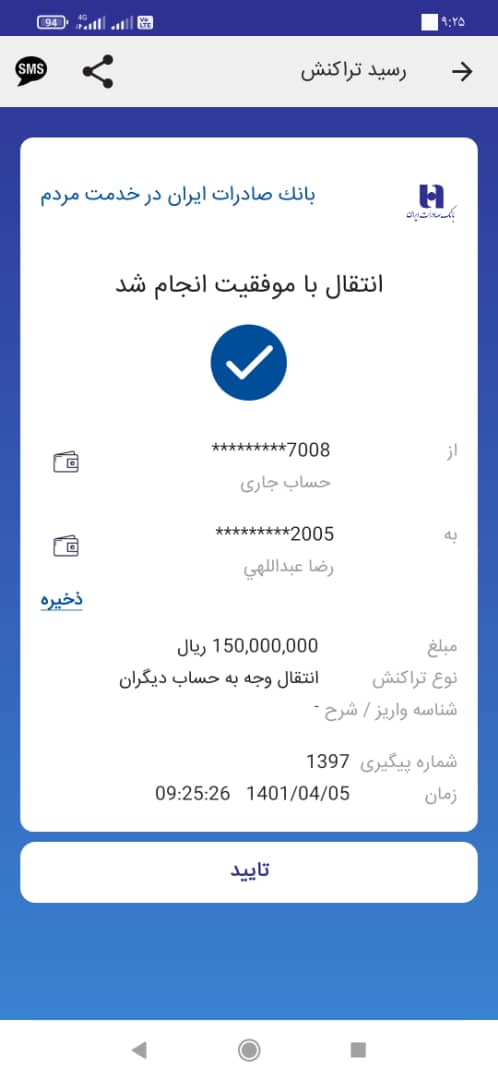 94 4G Vo LTE ۹:۲۵
SMS رسید تراکنش
بانك صادرات ايران در خدمت مردم
بانک صادرات ایران
انتقال با موفقیت انجام شد
از *********7008
حساب جاری
به *********2005
رضا عبداللهي
ذخیره
مبلغ 150,000,000 ریال
نوع تراکنش انتقال وجه به حساب دیگران
شناسه واریز / شرح -
شماره پیگیری 1397
زمان 1401/04/05 09:25:26
تایید